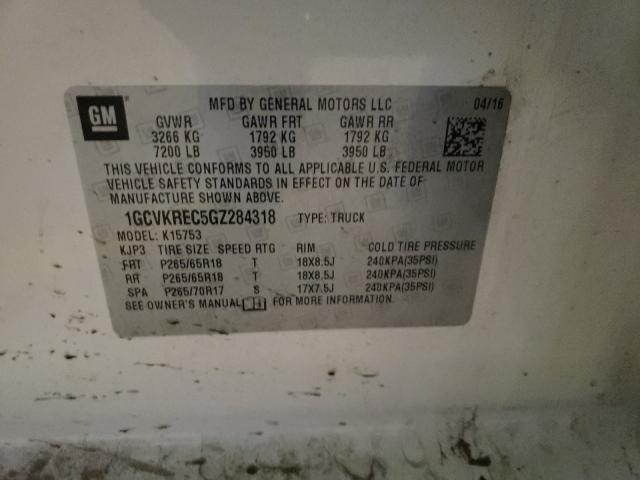 GM
MFD BY GENERAL MOTORS LLC 04/16
GVWR GAWR FRT GAWR RR
3266 KG 1792 KG 1792 KG
7200 LB 3950 LB 3950 LB
THIS VEHICLE CONFORMS TO ALL APPLICABLE U.S. FEDERAL MOTOR
VEHICLE SAFETY STANDARDS IN EFFECT ON THE DATE OF
MANUFACTURE SHOWN ABOVE.
1GCVKREC5GZ284318 TYPE: TRUCK
MODEL: K15753
KJP3 TIRE SIZE SPEED RTG RIM COLD TIRE PRESSURE
FRT P265/65R18 T 18X8.5J 240KPA(35PSI)
RR P265/65R18 T 18X8.5J 240KPA(35PSI)
SPA P265/70R17 S 17X7.5J 240KPA(35PSI)
SEE OWNER'S MANUAL FOR MORE INFORMATION.